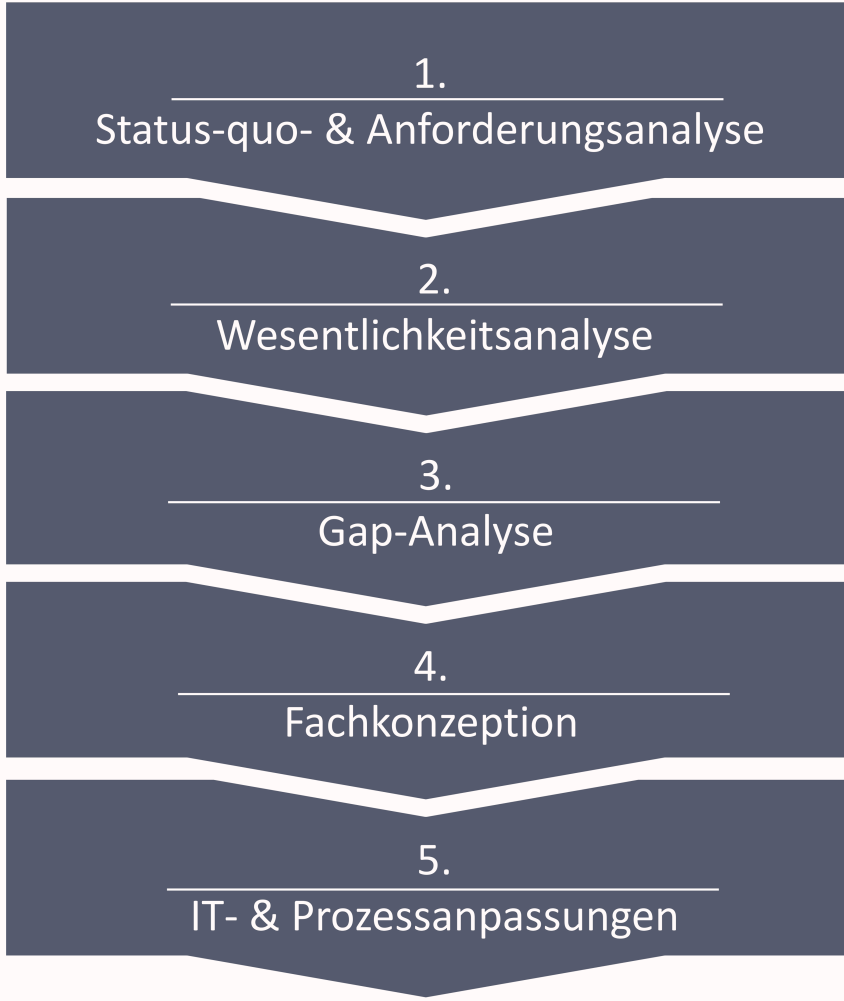 1.
Status-quo- & Anforderungsanalyse
2.
Wesentlichkeitsanalyse
3.
Gap-Analyse
4.
Fachkonzeption
5.
IT- & Prozessanpassungen